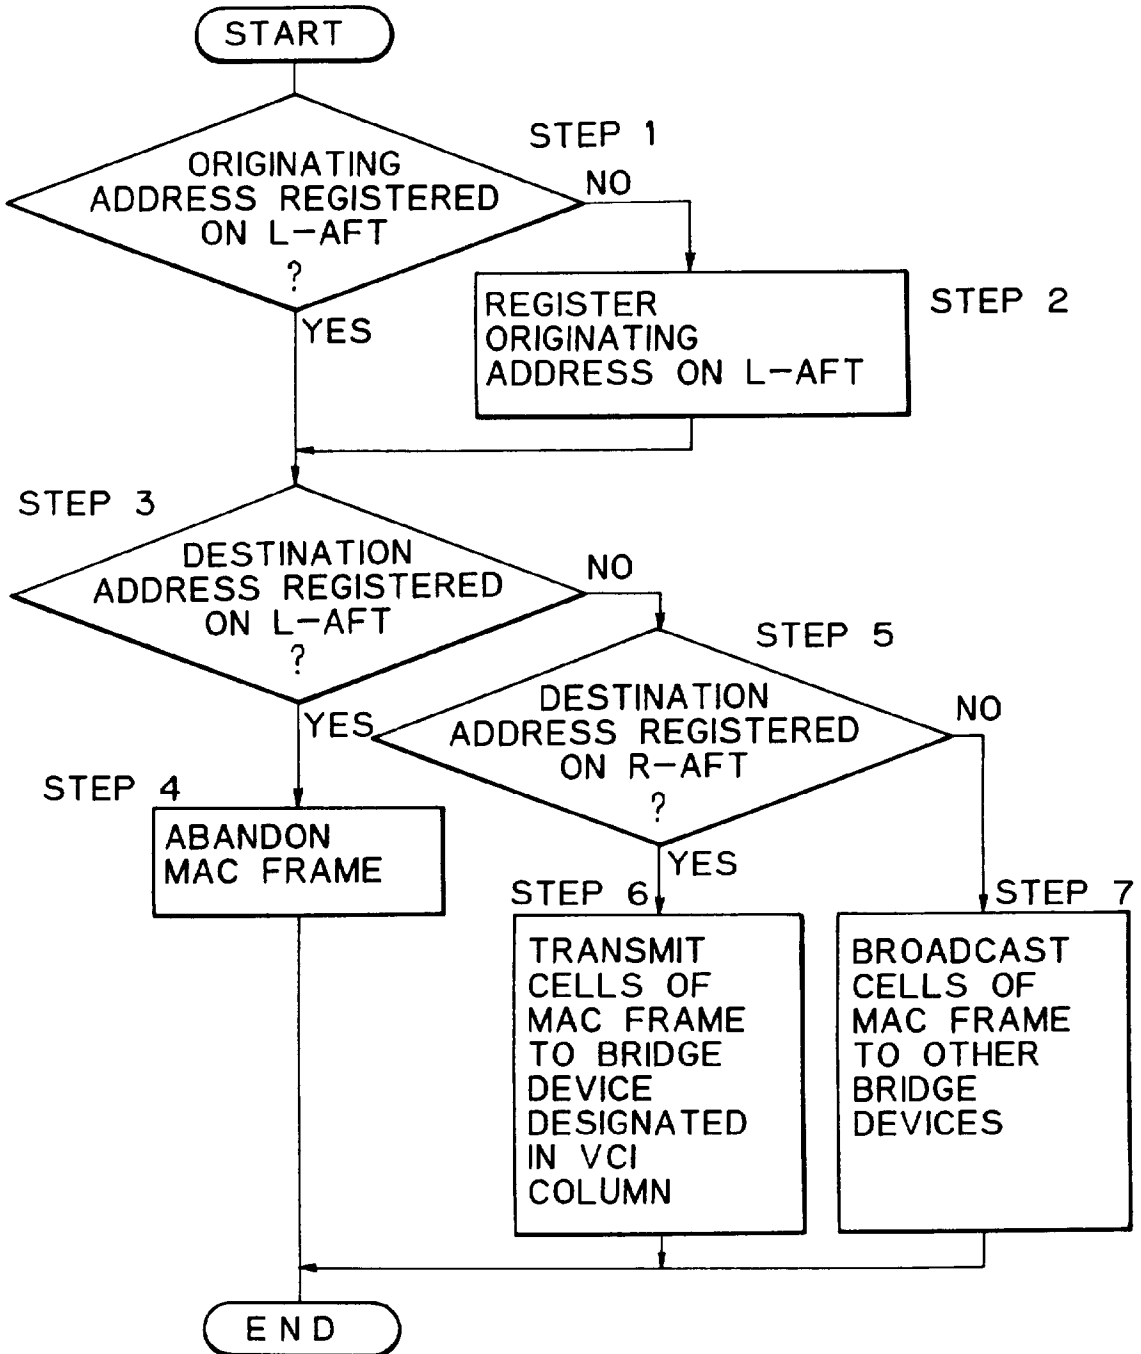 START
STEP 1
ORIGINATING
ADDRESS REGISTERED
ON L-AFT
?
NO
YES
STEP 2
REGISTER
ORIGINATING
ADDRESS ON L-AFT
STEP 3
DESTINATION
ADDRESS REGISTERED
ON L-AFT
?
NO
YES
STEP 4
ABANDON
MAC FRAME
STEP 5
DESTINATION
ADDRESS REGISTERED
ON R-AFT
?
NO
YES
STEP 6
TRANSMIT
CELLS OF
MAC FRAME
TO BRIDGE
DEVICE
DESIGNATED
IN VCI
COLUMN
STEP 7
BROADCAST
CELLS OF
MAC FRAME
TO OTHER
BRIDGE
DEVICES
END